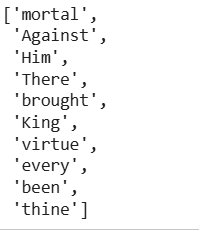 ['mortal',
'Against',
'Him',
'There',
'brought',
'King',
'virtue',
'every',
'been',
'thine']